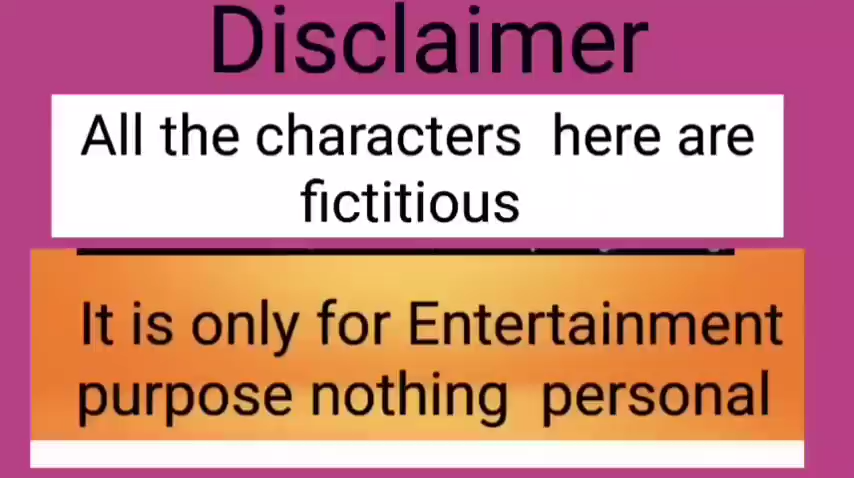 Disclaimer
All the characters here are
fictitious
It is only for Entertainment
purpose nothing personal